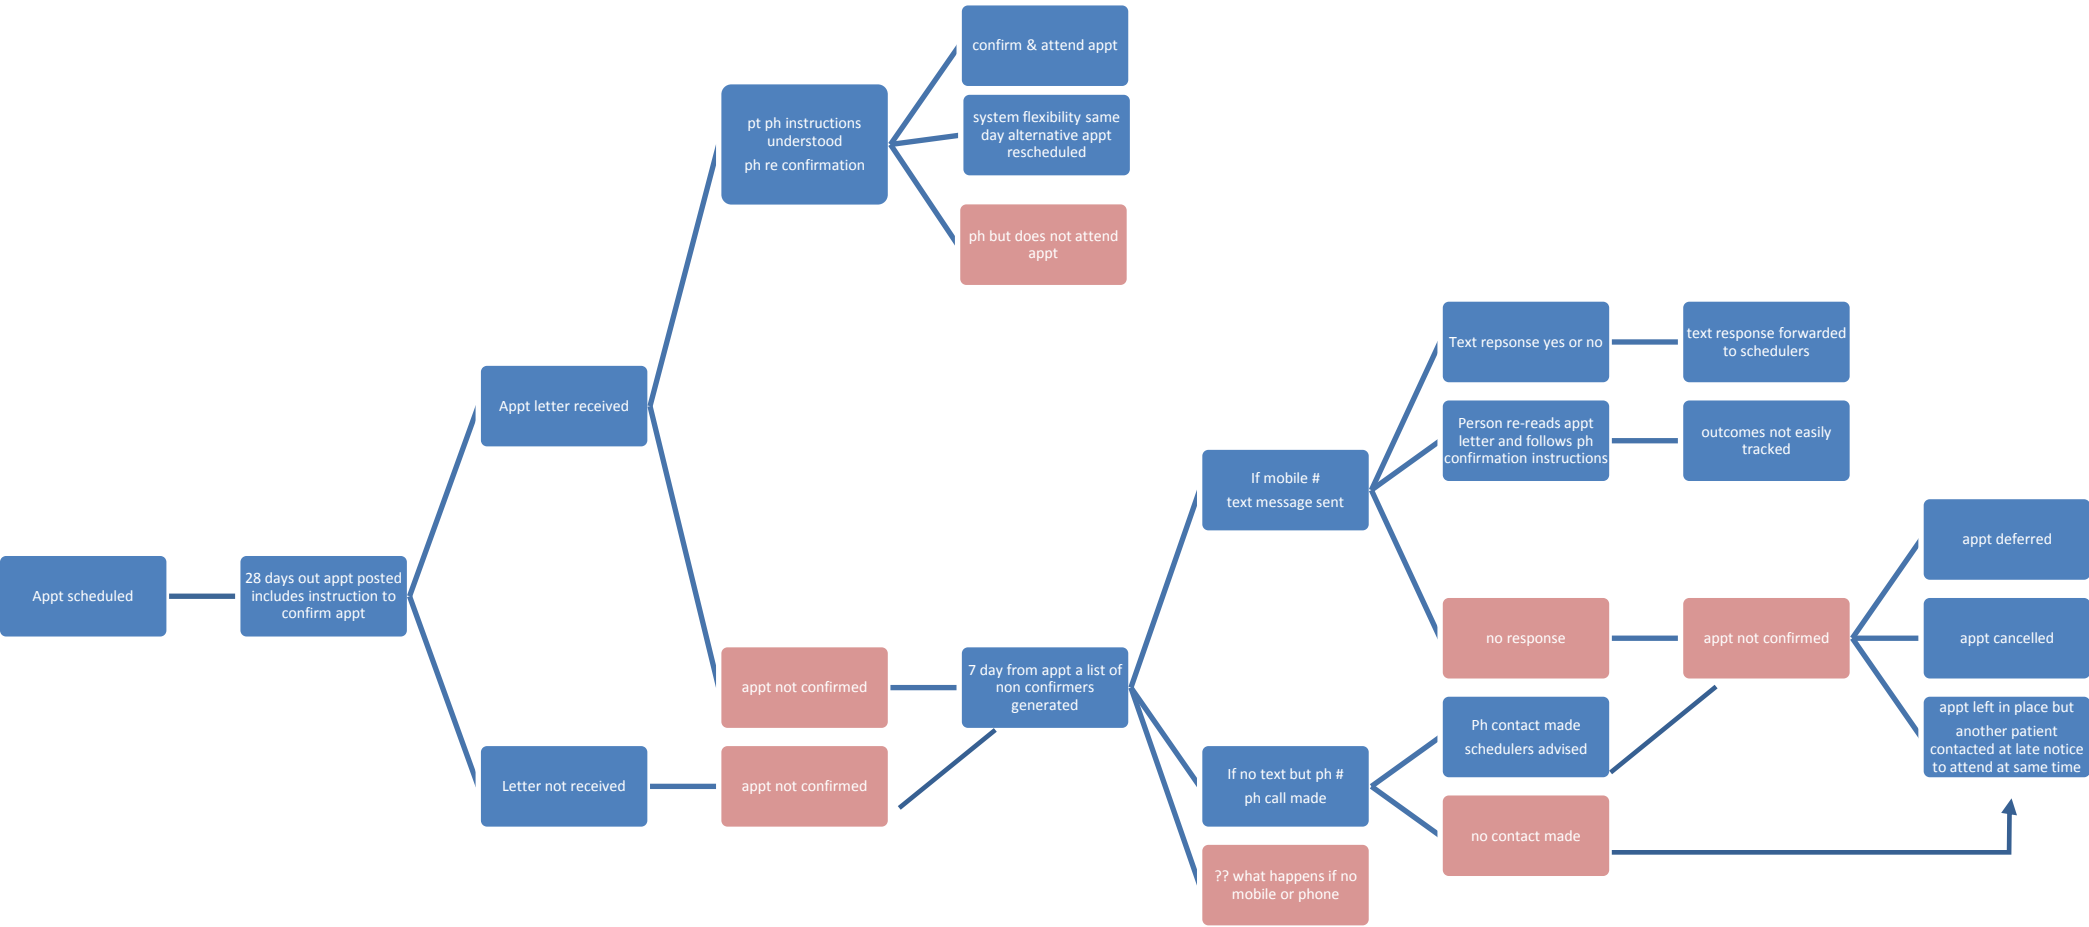 Appt scheduled
28 days out appt posted
includes instruction to
confirm appt
Appt letter received
pt ph instructions
understood
ph re confirmation
confirm & attend appt
system flexibility same
day alternative appt
rescheduled
ph but does not attend
appt
appt not confirmed
7 day from appt a list of
non confirmers
generated
If mobile #
text message sent
Text repsonse yes or no
text response forwarded
to schedulers
Person re-reads appt
letter and follows ph
confirmation instructions
outcomes not easily
tracked
no response
appt not confirmed
appt deferred
appt cancelled
appt left in place but
another patient
contacted at late notice
to attend at same time
If no text but ph #
ph call made
Ph contact made
schedulers advised
no contact made
?? what happens if no
mobile or phone
Letter not received
appt not confirmed